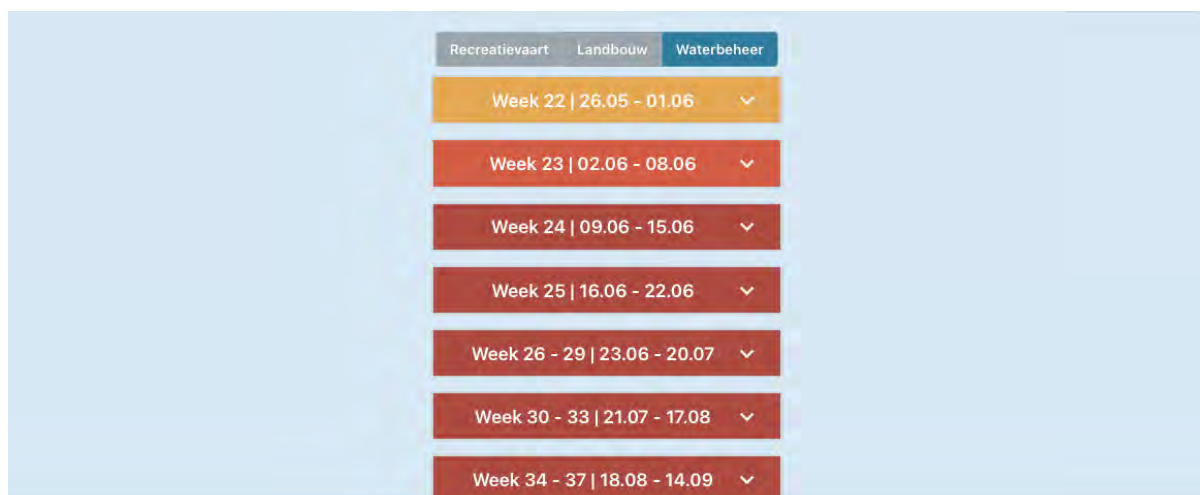 Recreatievaart Landbouw Waterbeheer
Week 22 | 26.05 - 01.06
Week 23 | 02.06 - 08.06
Week 24 | 09.06 - 15.06
Week 25 | 16.06 - 22.06
Week 26 - 29 | 23.06 - 20.07
Week 30 - 33 | 21.07 - 17.08
Week 34 - 37 | 18.08 - 14.09